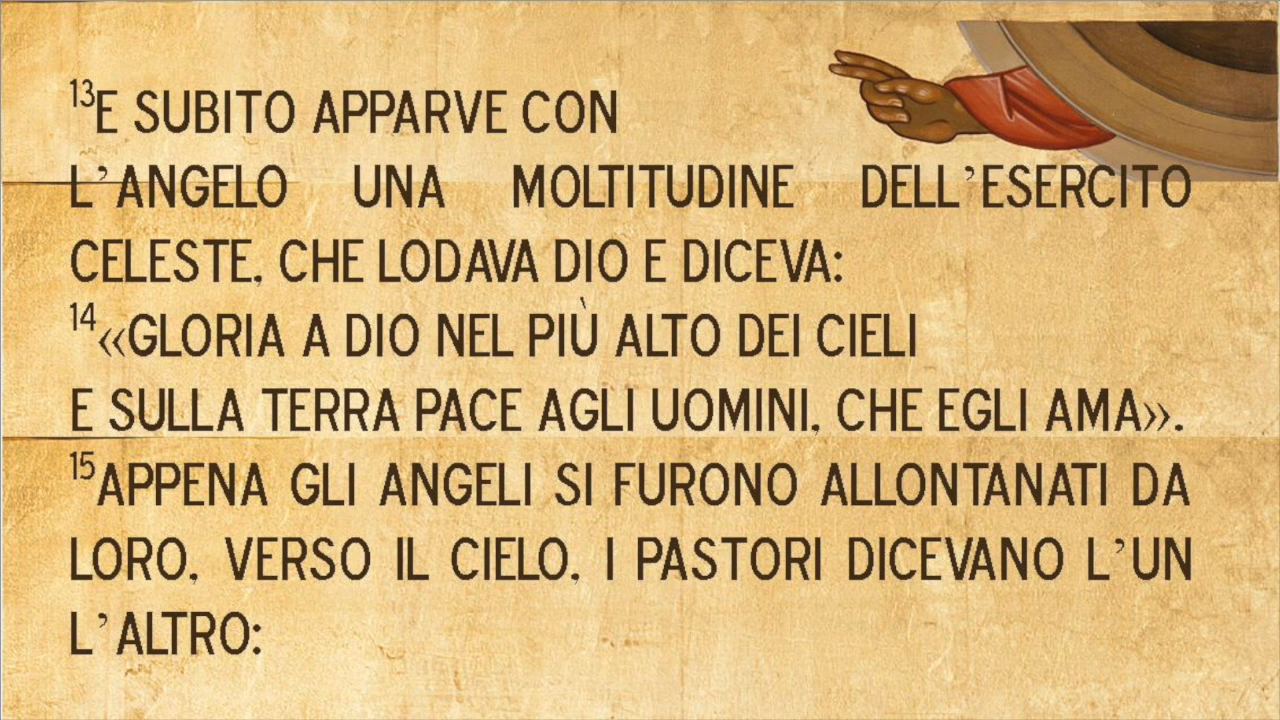 ¹³E SUBITO APPARVE CON
L’ANGELO UNA MOLTITUDINE DELL’ESERCITO
CELESTE, CHE LODAVA DIO E DICEVA:
¹⁴«GLORIA A DIO NEL PIÙ ALTO DEI CIELI
E SULLA TERRA PACE AGLI UOMINI, CHE EGLI AMA».
¹⁵APPENA GLI ANGELI SI FURONO ALLONTANATI DA
LORO, VERSO IL CIELO, I PASTORI DICEVANO L’UN
L’ALTRO: